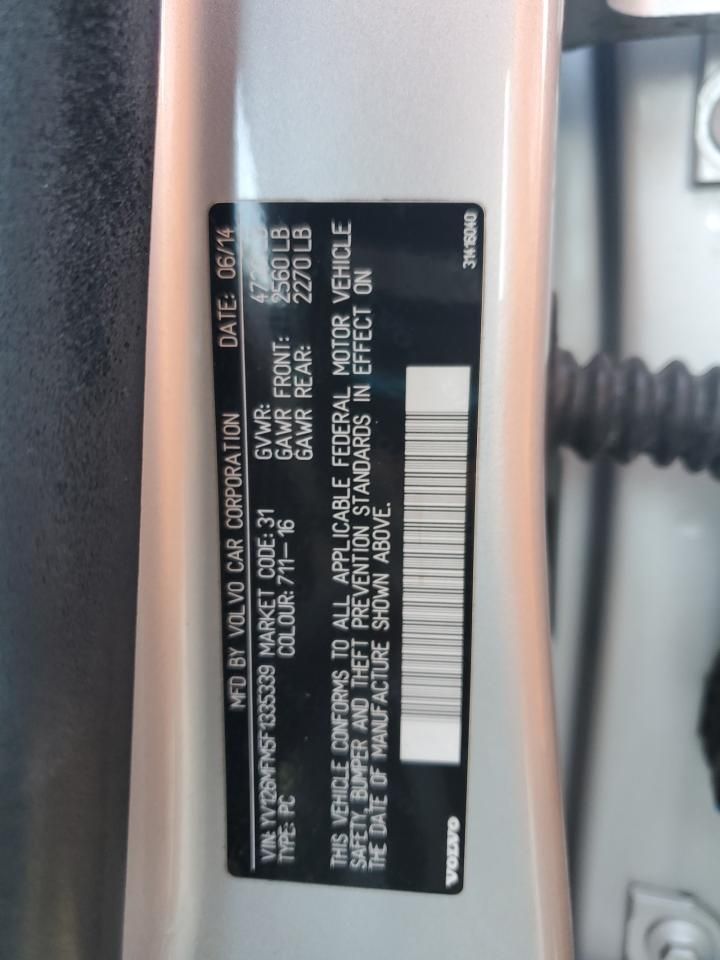 MFD BY VOLVO CAR CORPORATION DATE: 06/14
VIN: YV126MFM5F1335339 MARKET CODE: 31 GVWR:
TYPE: PC COLOUR: 711-16 GAWR FRONT: 2560 LB
GAWR REAR: 2270 LB
THIS VEHICLE CONFORMS TO ALL APPLICABLE FEDERAL MOTOR VEHICLE
SAFETY, BUMPER AND THEFT PREVENTION STANDARDS IN EFFECT ON
THE DATE OF MANUFACTURE SHOWN ABOVE.
VOLVO 31416040